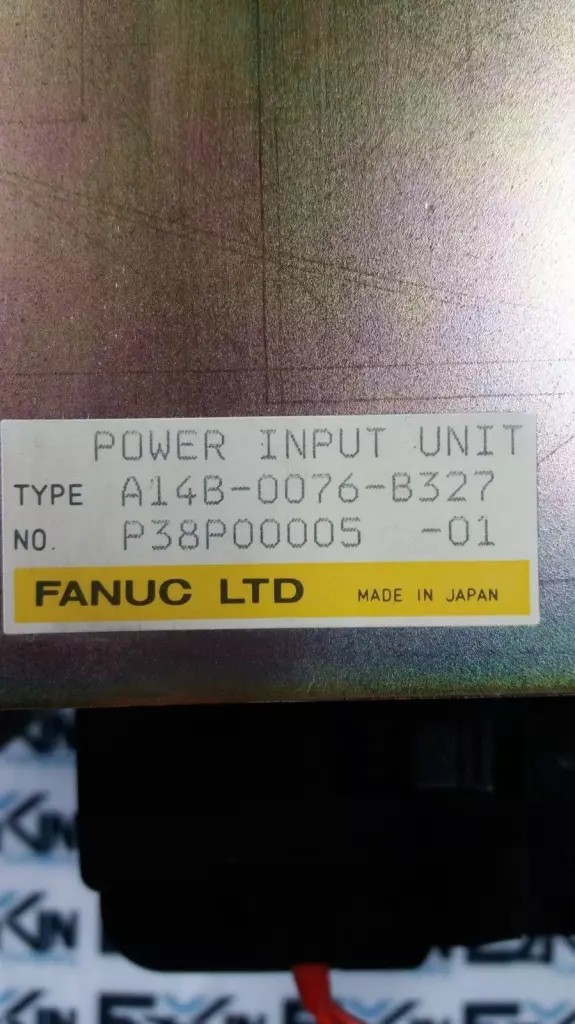 POWER INPUT UNIT
TYPE A14B-0076-B327
NO. P38P00005 -01
FANUC LTD MADE IN JAPAN